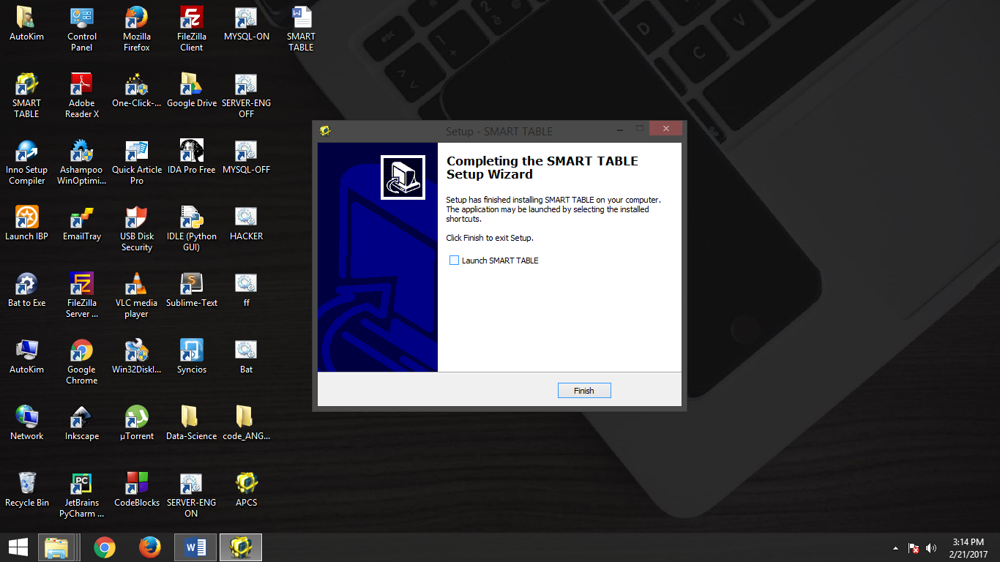 AutoKim
Control
Panel
Mozilla
Firefox
FileZilla
Client
MYSQL-ON
SMART
TABLE
SMART
TABLE
Adobe
Reader X
One-Click-...
Google Drive
SERVER-ENG
OFF
Inno Setup
Compiler
Ashampoo
WinOptimi...
Quick Article
Pro
IDA Pro Free
MYSQL-OFF
Launch IBP
EmailTray
USB Disk
Security
IDLE (Python
GUI)
HACKER
Bat to Exe
FileZilla
Server ...
VLC media
player
Sublime-Text
ff
AutoKim
Google
Chrome
Win32DiskI...
Syncios
Bat
Network
Inkscape
µTorrent
Data-Science
code_ANG...
Recycle Bin
JetBrains
PyCharm ...
CodeBlocks
SERVER-ENG
ON
APCS
Setup - SMART TABLE
Completing the SMART TABLE
Setup Wizard
Setup has finished installing SMART TABLE on your computer.
The application may be launched by selecting the installed
shortcuts.
Click Finish to exit Setup.
Launch SMART TABLE
Finish
3:14 PM
2/21/2017